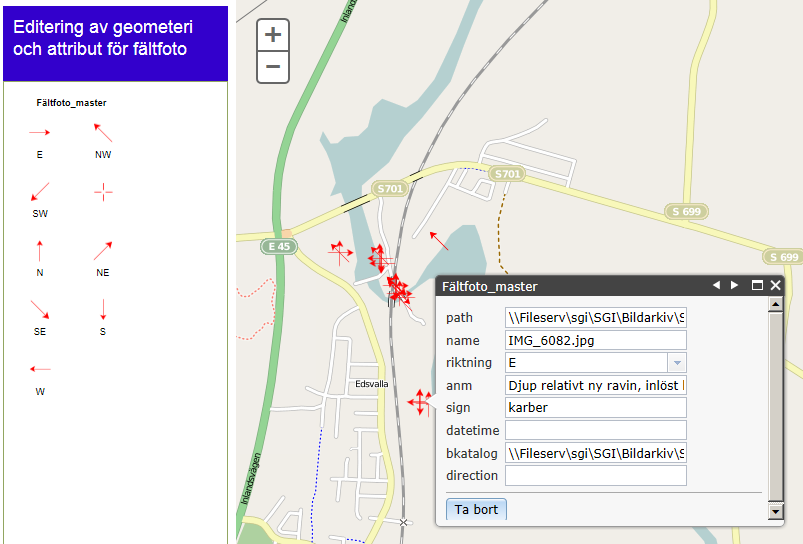 Editering av geometeri
och attribut för fältfoto
Fältfoto_master
E
NW
SW
N
NE
SE
S
W
+
−
Inlandsv
S701
S701
S 699
S 699
E 45
Edsvalla
Inlandsvägen
Fältfoto_master
path \\Fileserv\sgi\SGI\Bildarkiv\S
name IMG_6082.jpg
riktning E
anm Djup relativt ny ravin, inlöst
sign karber
datetime
bkatalog \\Fileserv\sgi\SGI\Bildarkiv\S
direction
Ta bort